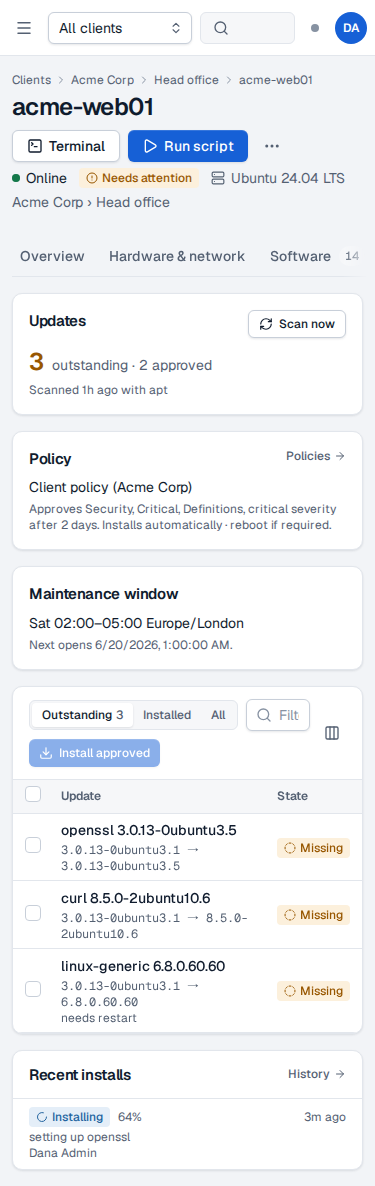 All clients
DA
Clients > Acme Corp > Head office > acme-web01
acme-web01
Terminal
Run script
Online
Needs attention
Ubuntu 24.04 LTS
Acme Corp › Head office
Overview
Hardware & network
Software 14
Updates
Scan now
3 outstanding · 2 approved
Scanned 1h ago with apt
Policy
Policies →
Client policy (Acme Corp)
Approves Security, Critical, Definitions, critical severity
after 2 days. Installs automatically · reboot if required.
Maintenance window
Sat 02:00–05:00 Europe/London
Next opens 6/20/2026, 1:00:00 AM.
Outstanding 3
Installed
All
Filt
Install approved
Update
State
openssl 3.0.13-0ubuntu3.5
3.0.13-0ubuntu3.1 →
3.0.13-0ubuntu3.5
Missing
curl 8.5.0-2ubuntu10.6
3.0.13-0ubuntu3.1 → 8.5.0-
2ubuntu10.6
Missing
linux-generic 6.8.0.60.60
3.0.13-0ubuntu3.1 →
6.8.0.60.60
needs restart
Missing
Recent installs
History →
Installing 64%
3m ago
setting up openssl
Dana Admin